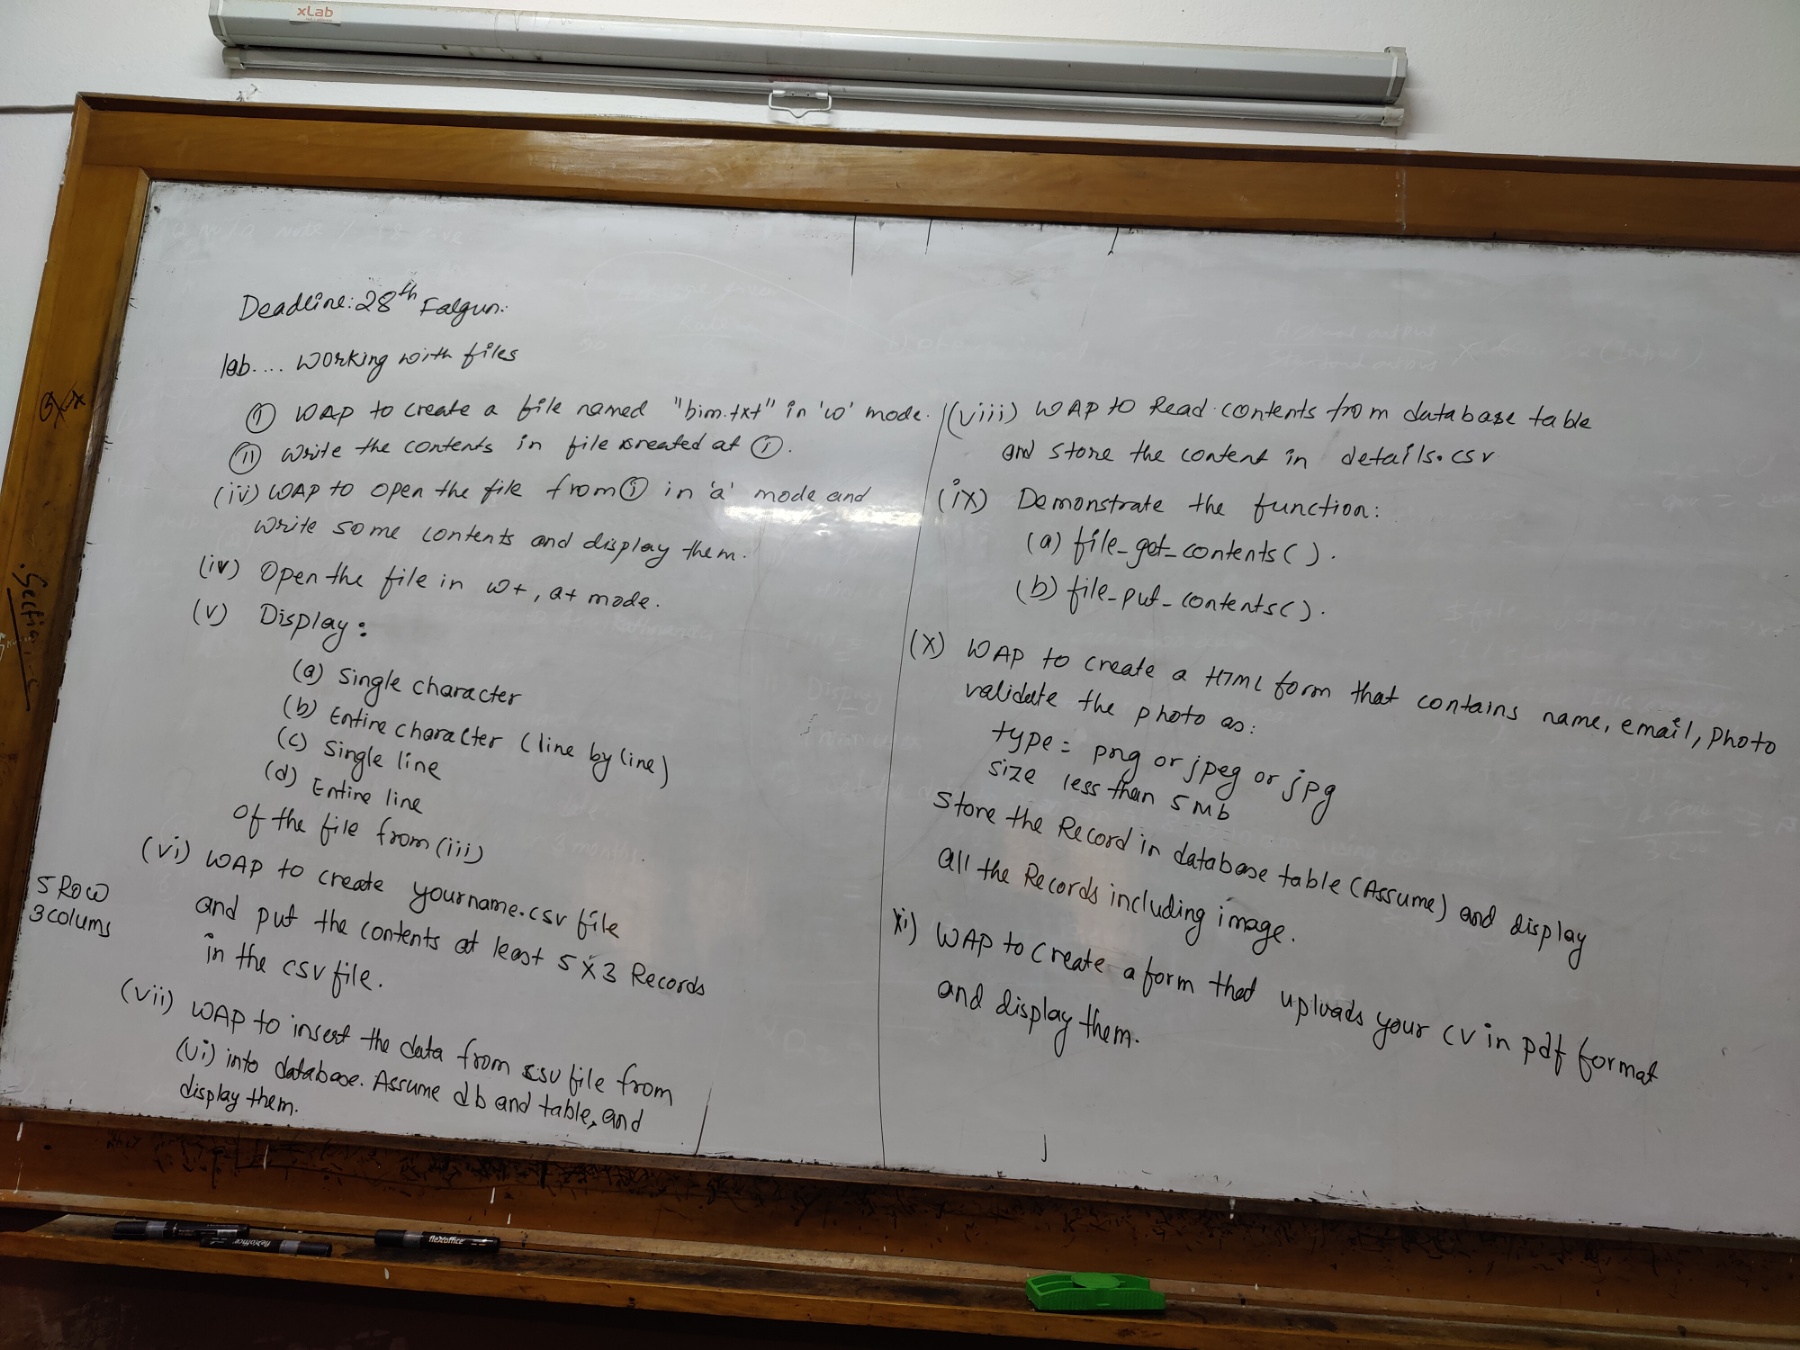 xLab
Deadline: 28th Falgun.
lab.... Working with files
(i) WAP to create a file named "bim.txt" in 'w' mode.
(ii) Write the contents in file created at (i).
(iv) WAP to open the file from (i) in 'a' mode and
write some contents and display them.
(iv) Open the file in w+, a+ mode.
(v) Display:
(a) Single character
(b) Entire character (line by line)
(c) Single line
(d) Entire line
of the file from (iii)
(vi) WAP to create yourname.csv file
and put the contents at least 5x3 Records
in the csv file.
5 Row
3 colums
(vii) WAP to insert the data from csv file from
(vi) into database. Assume db and table, and
display them.
(viii) WAP to Read contents from database table
and store the content in details.csv
(ix) Demonstrate the function:
(a) file_get_contents().
(b) file_put_contents().
(x) WAP to create a HTML form that contains name, email, photo
validate the photo as:
type = png or jpeg or jpg
size less than 5 mb
Store the Record in database table (Assume) and display
all the Records including image.
xi) WAP to create a form that uploads your cv in pdf format
and display them.
flexoffice
flexoffice